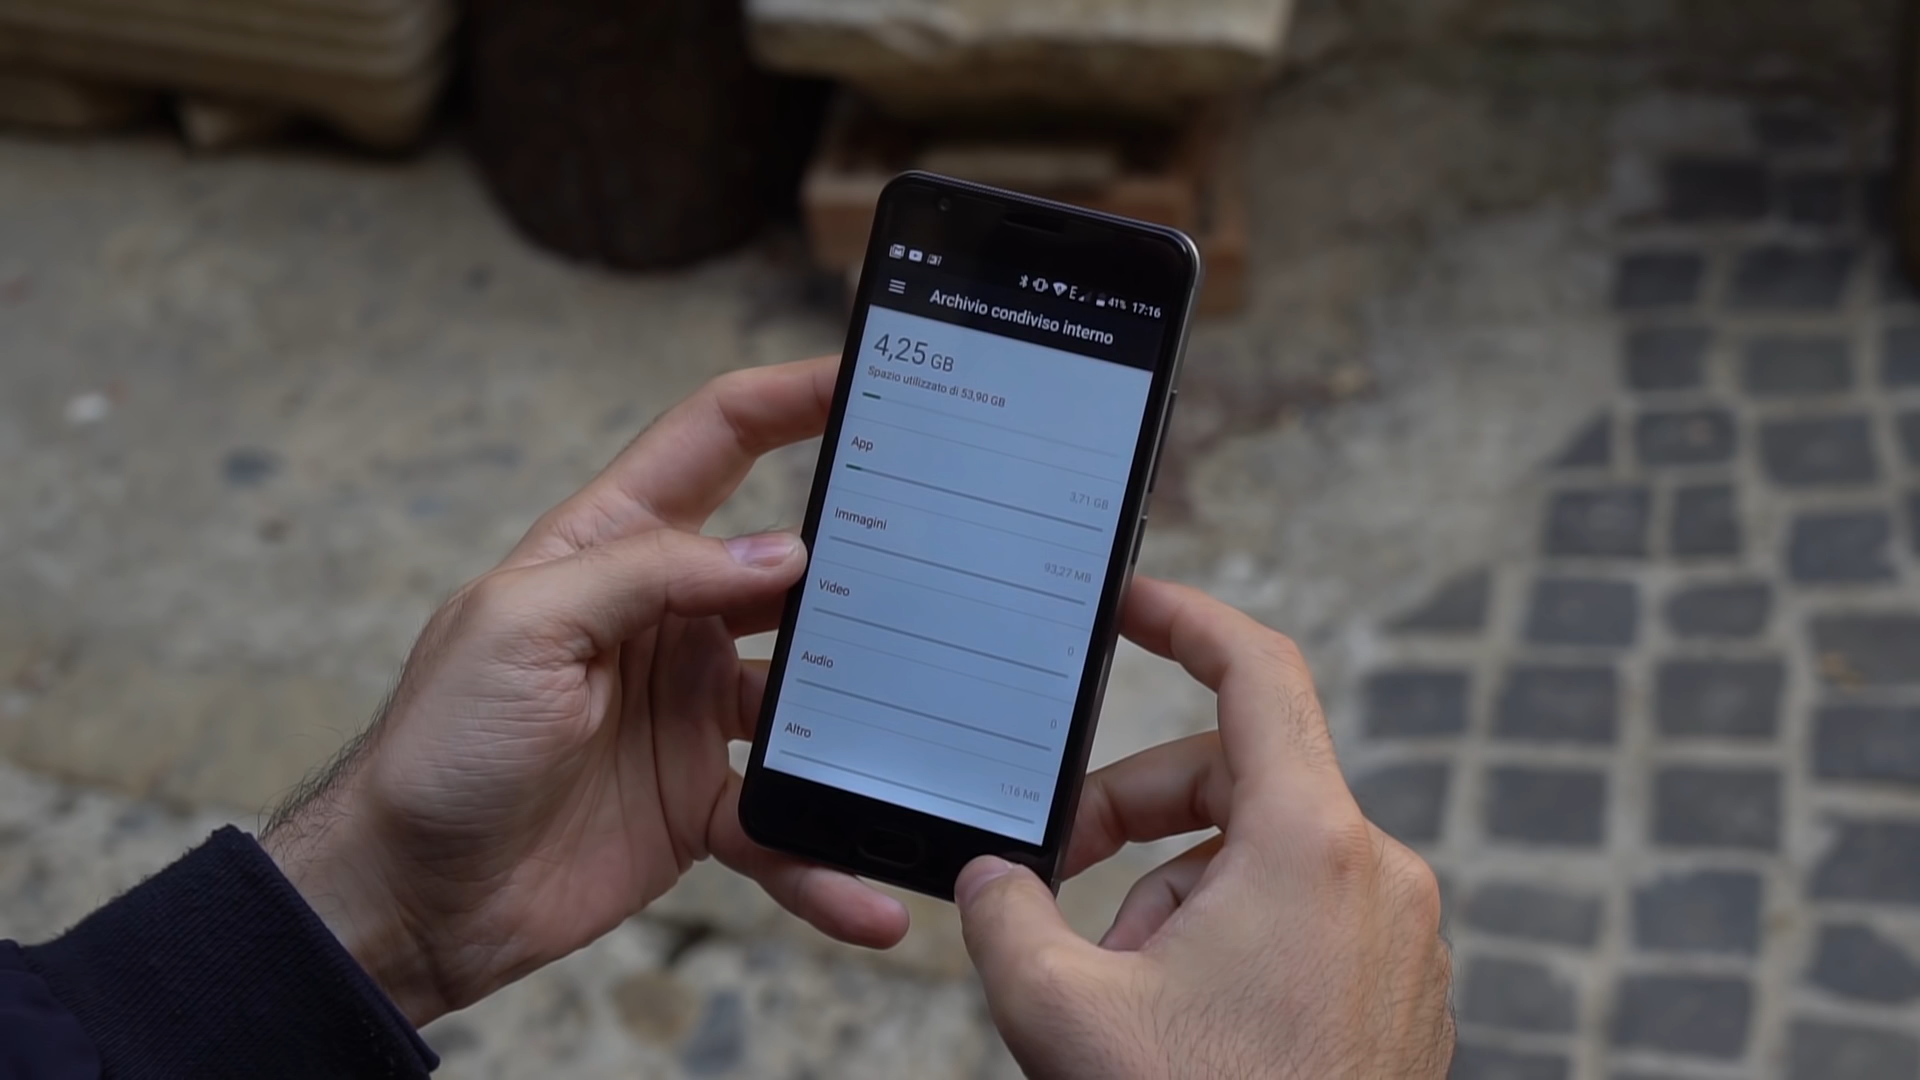 41% 17:16
Archivio condiviso interno
4,25 GB
Spazio utilizzato di 53,90 GB
App
3,71 GB
Immagini
93,27 MB
Video
0
Audio
0
Altro
1,16 MB